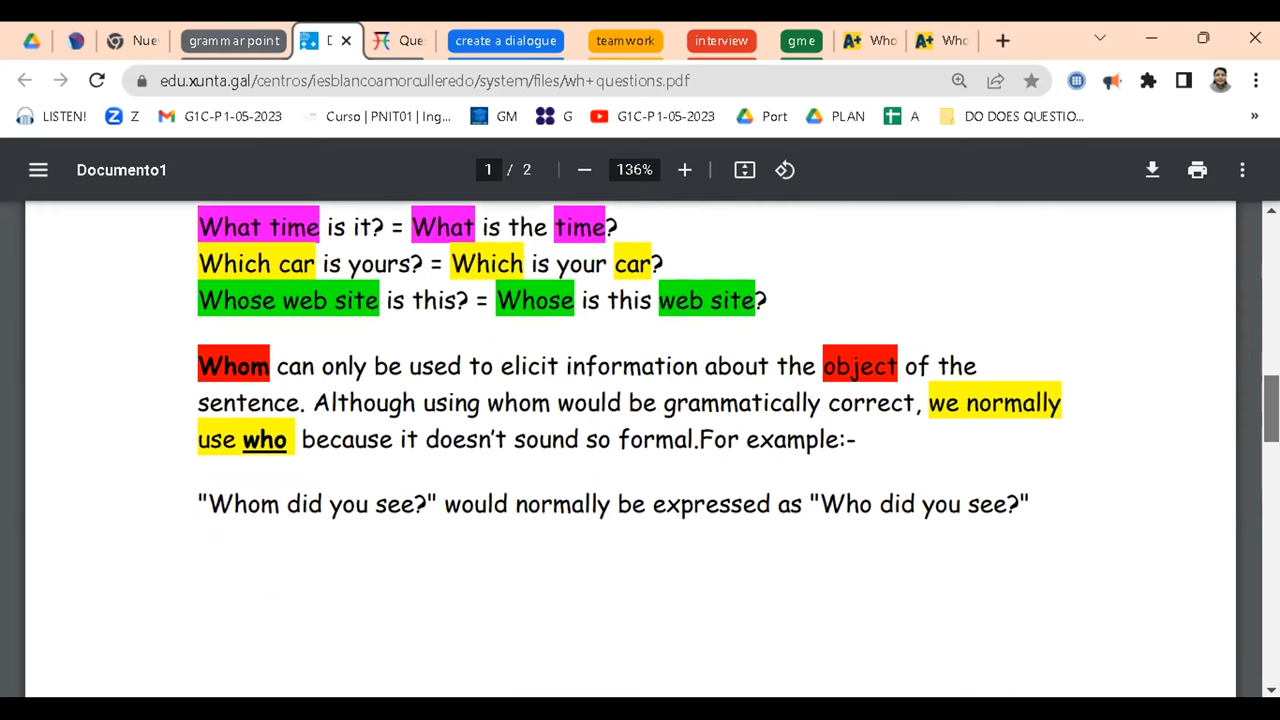 Nue
grammar point
D
Que
create a dialogue
teamwork
interview
gme
A+ Who
A+ Who
edu.xunta.gal/centros/iesblancoamorculleredo/system/files/wh+questions.pdf
LISTEN!
Z
G1C-P1-05-2023
Curso | PNIT01 | Ing...
GM
G
G1C-P1-05-2023
Port
PLAN
A
DO DOES QUESTIO...
»
Documento1
1 / 2
136%
What time is it? = What is the time?
Which car is yours? = Which is your car?
Whose web site is this? = Whose is this web site?
Whom can only be used to elicit information about the object of the
sentence. Although using whom would be grammatically correct, we normally
use who because it doesn’t sound so formal.For example:-
"Whom did you see?" would normally be expressed as "Who did you see?"